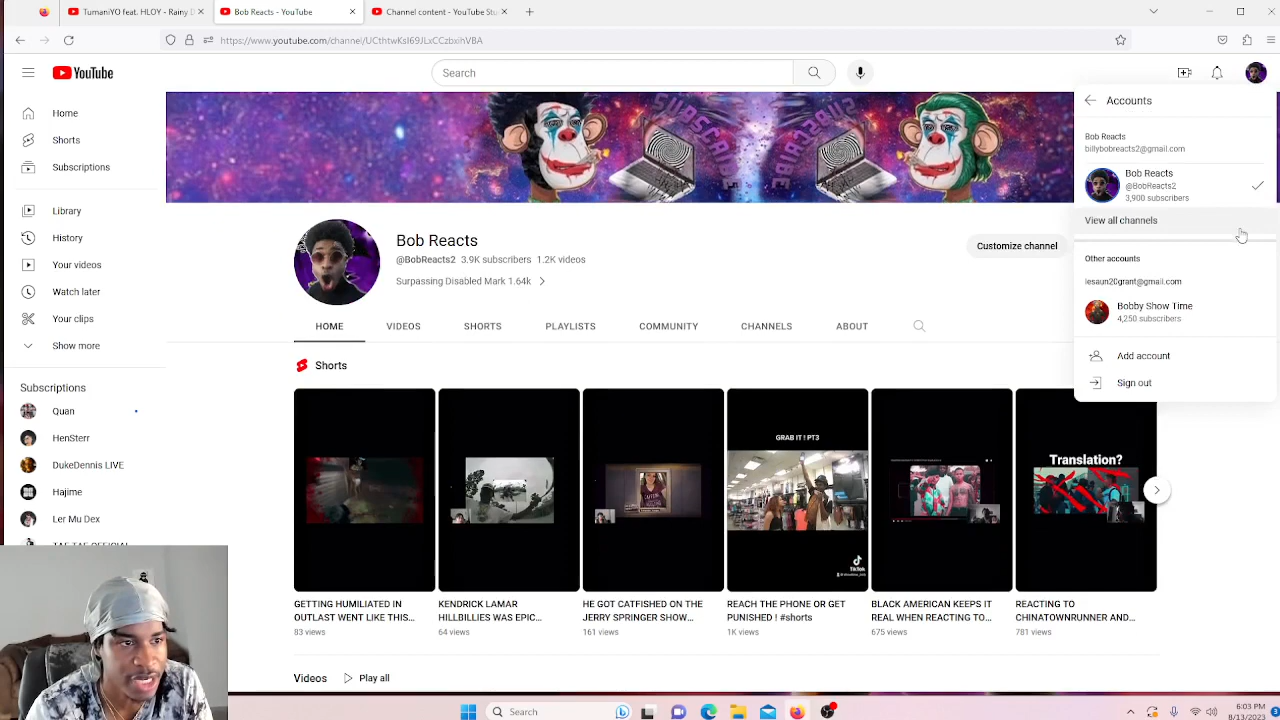 TumaniYO feat. HLOY - Rainy D
Bob Reacts - YouTube
Channel content - YouTube Stu
https://www.youtube.com/channel/UCthtwKsI69JLxCCzbxihVBA
YouTube
Search
Home
Shorts
Subscriptions
Library
History
Your videos
Watch later
Your clips
Show more
Subscriptions
Quan
HenSterr
DukeDennis LIVE
Hajime
Ler Mu Dex
Bob Reacts
@BobReacts2 3.9K subscribers 1.2K videos
Surpassing Disabled Mark 1.64k
Customize channel
HOME VIDEOS SHORTS PLAYLISTS COMMUNITY CHANNELS ABOUT
Accounts
Bob Reacts
billybobreacts2@gmail.com
Bob Reacts
@BobReacts2
3,900 subscribers
View all channels
Other accounts
lesaun20grant@gmail.com
Bobby Show Time
4,250 subscribers
Add account
Sign out
Shorts
GRAB IT ! PT3
TikTok
Translation?
GETTING HUMILIATED IN
OUTLAST WENT LIKE THIS...
83 views
KENDRICK LAMAR
HILLBILLIES WAS EPIC...
64 views
HE GOT CATFISHED ON THE
JERRY SPRINGER SHOW...
161 views
REACH THE PHONE OR GET
PUNISHED ! #shorts
1K views
BLACK AMERICAN KEEPS IT
REAL WHEN REACTING TO...
675 views
REACTING TO
CHINATOWNRUNNER AND...
781 views
Videos
Play all
Search
6:03 PM
8/13/2023
3